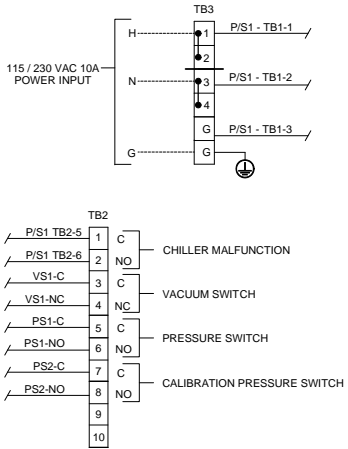 TB3
H 1 P/S1 - TB1-1
2
115 / 230 VAC 10A
POWER INPUT
N 3 P/S1 - TB1-2
4
G P/S1 - TB1-3
G G
TB2
P/S1 TB2-5 1 C
CHILLER MALFUNCTION
P/S1 TB2-6 2 NO
VS1-C 3 C
VACUUM SWITCH
VS1-NC 4 NC
PS1-C 5 C
PRESSURE SWITCH
PS1-NO 6 NO
PS2-C 7 C
CALIBRATION PRESSURE SWITCH
PS2-NO 8 NO
9
10